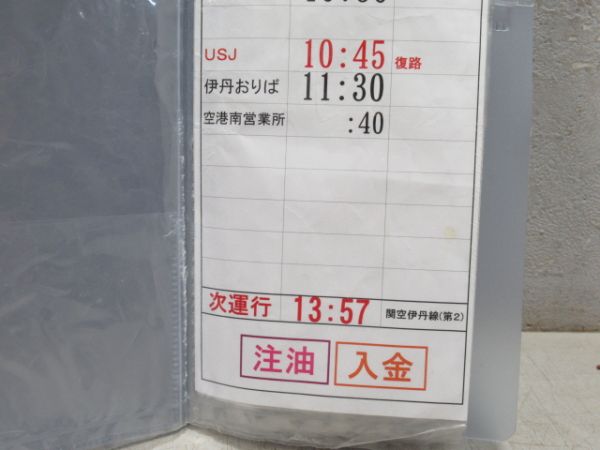 USJ 10:45 復路
伊丹おりば 11:30
空港南営業所 :40
次運行 13:57 関空伊丹線(第2)
注油 入金